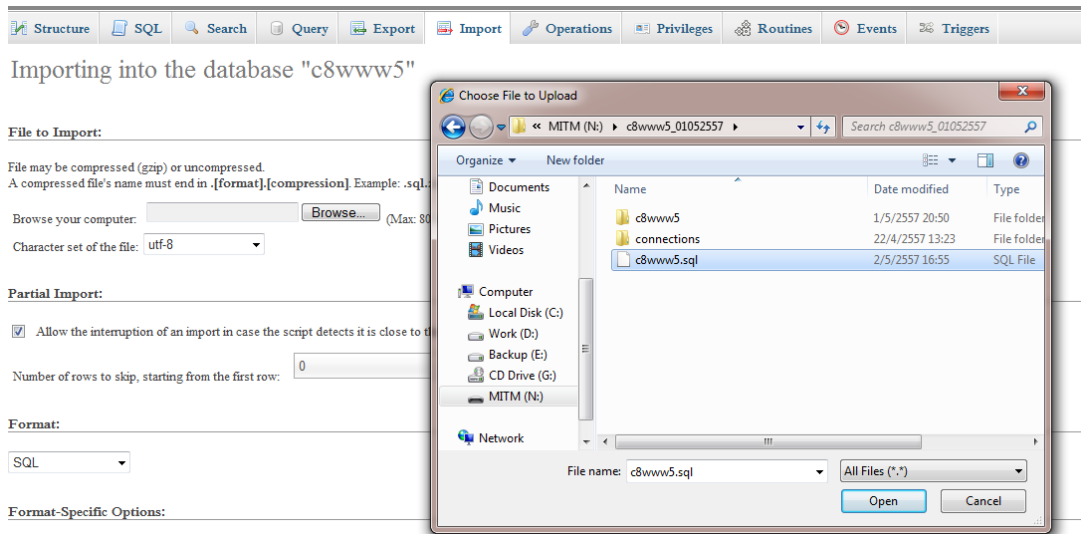 Structure SQL Search Query Export Import Operations Privileges Routines Events Triggers
Importing into the database "c8www5"
File to Import:
File may be compressed (gzip) or uncompressed.
A compressed file's name must end in .[format].[compression]. Example: .sql.
Browse your computer: Browse... (Max: 80
Character set of the file: utf-8
Partial Import:
Allow the interruption of an import in case the script detects it is close to t
Number of rows to skip, starting from the first row: 0
Format:
SQL
Format-Specific Options:
Choose File to Upload
« MITM (N:) c8www5_01052557 Search c8www5_01052557
Organize New folder
Documents
Music
Pictures
Videos
Computer
Local Disk (C:)
Work (D:)
Backup (E:)
CD Drive (G:)
MITM (N:)
Network
Name Date modified Type
c8www5 1/5/2557 20:50 File folder
connections 22/4/2557 13:23 File folder
c8www5.sql 2/5/2557 16:55 SQL File
File name: c8www5.sql All Files (*.*)
Open Cancel